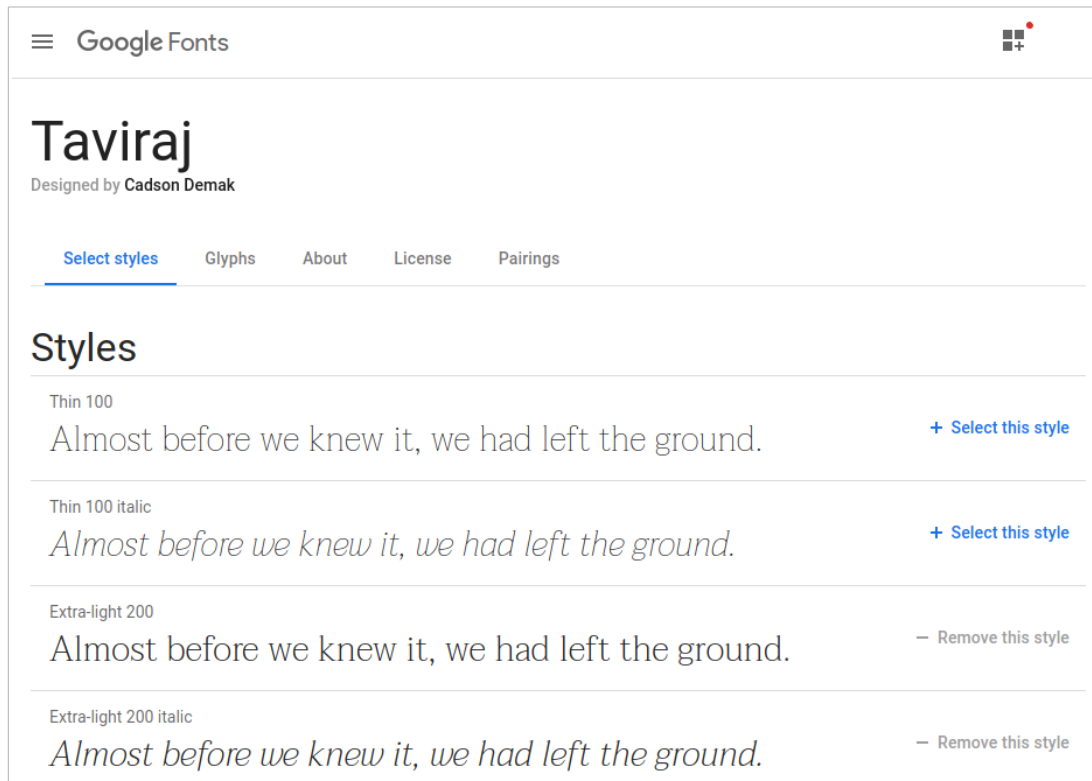 Google Fonts
Taviraj
Designed by Cadson Demak
Select styles Glyphs About License Pairings
Styles
Thin 100
Almost before we knew it, we had left the ground.
+ Select this style
Thin 100 italic
Almost before we knew it, we had left the ground.
+ Select this style
Extra-light 200
Almost before we knew it, we had left the ground.
− Remove this style
Extra-light 200 italic
Almost before we knew it, we had left the ground.
− Remove this style